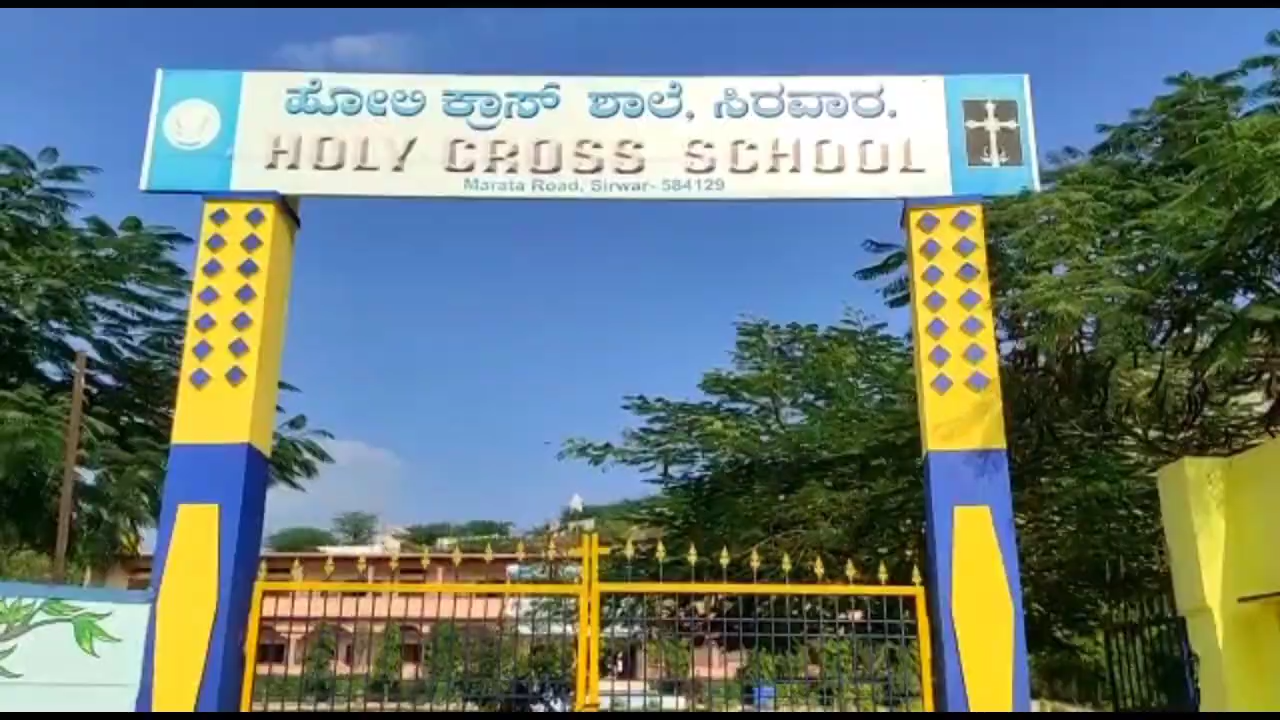 ಹೋಲಿ ಕ್ರಾಸ್ ಶಾಲೆ, ಸಿರವಾರ.
HOLY CROSS SCHOOL
Marata Road, Sirwar- 584129